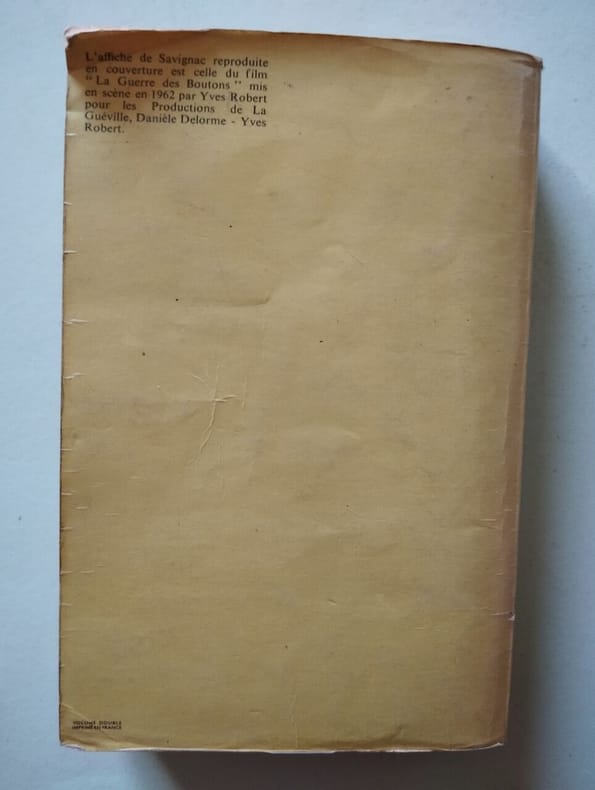 L'affiche de Savignac reproduite
en couverture est celle du film
"La Guerre des Boutons" mis
en scène en 1962 par Yves Robert
pour les Productions de La
Guéville, Danièle Delorme - Yves
Robert.
VOLUME DOUBLE
IMPRIMÉ EN FRANCE